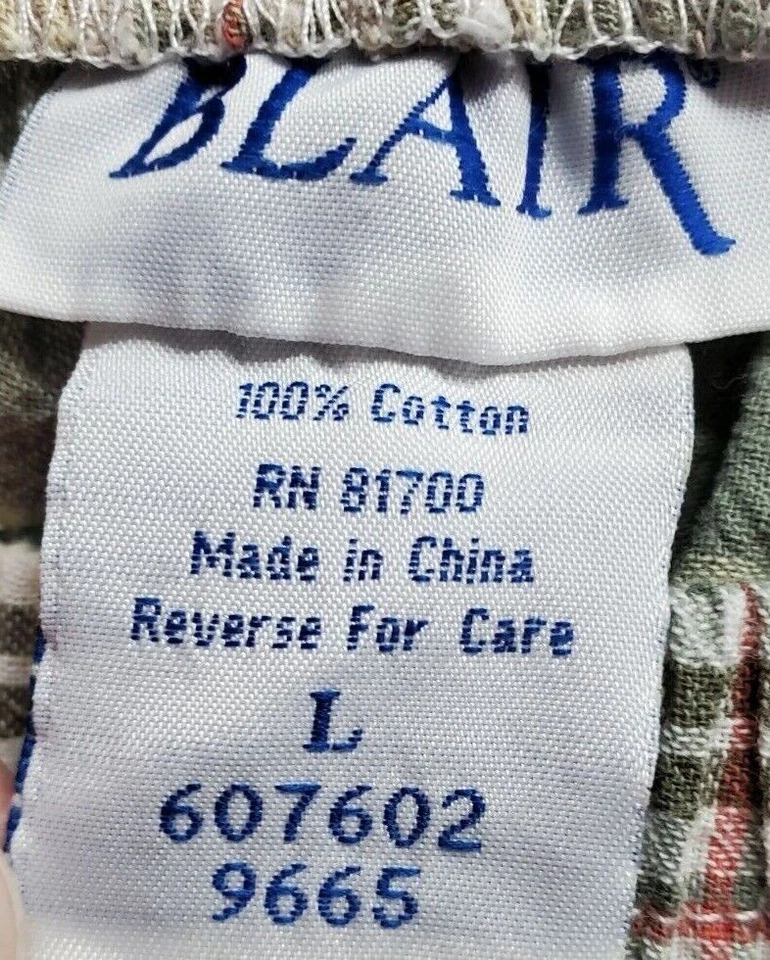 BLAIR
100% Cotton
RN 81700
Made in China
Reverse For Care
L
607602
9665